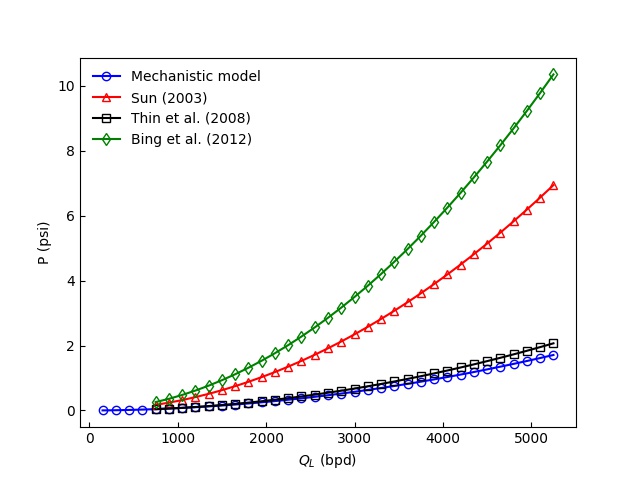 Mechanistic model
Sun (2003)
Thin et al. (2008)
Bing et al. (2012)
P (psi)
10
8
6
4
2
0
0 1000 2000 3000 4000 5000
Q_L (bpd)